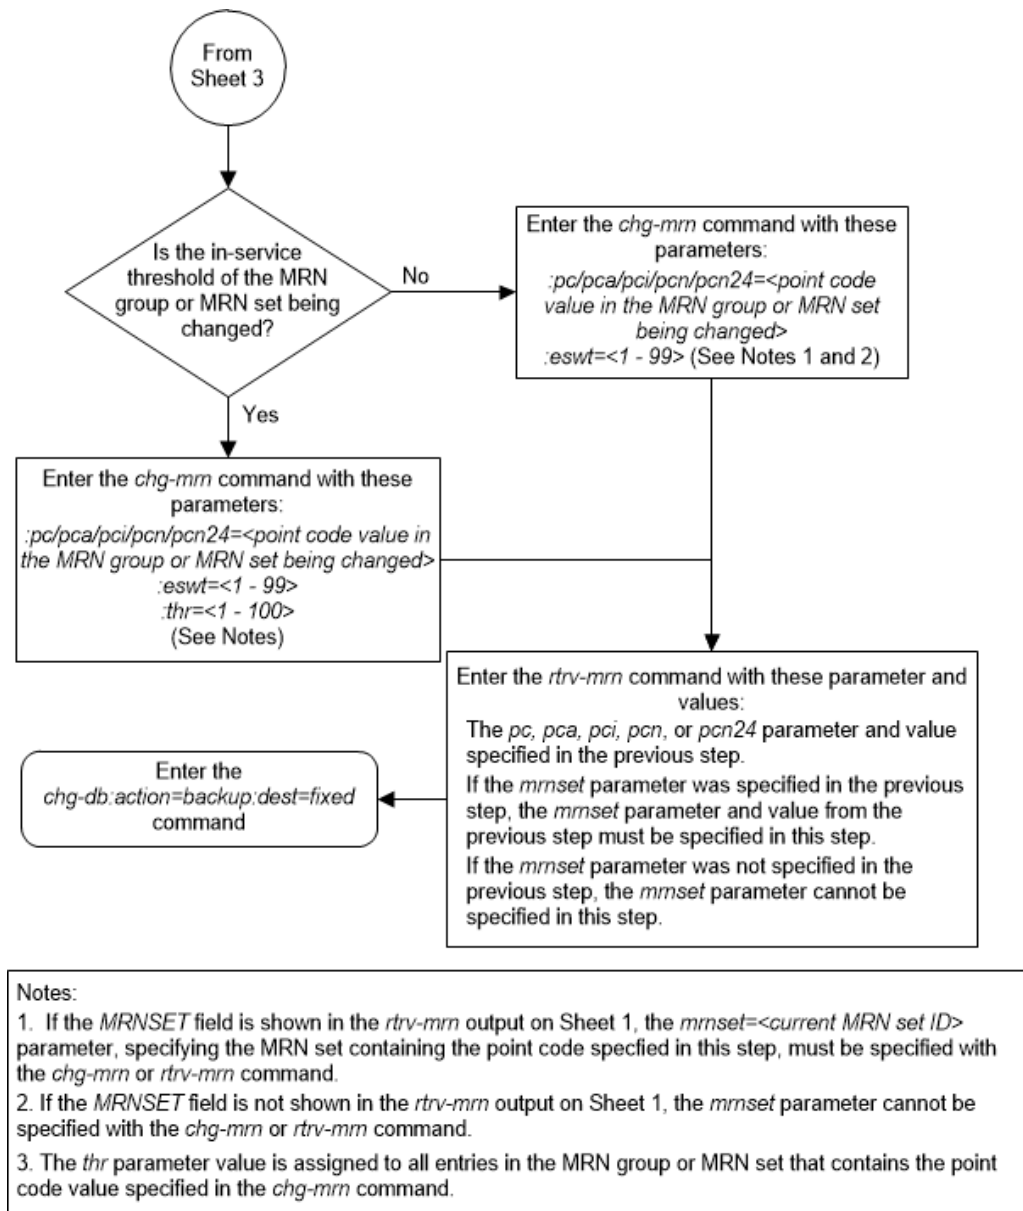 From
Sheet 3
Is the in-service
threshold of the MRN
group or MRN set being
changed?
No
Enter the chg-mrn command with these
parameters:
:pc/pca/pci/pcn/pcn24=<point code
value in the MRN group or MRN set
being changed>
:eswt=<1 - 99> (See Notes 1 and 2)
Yes
Enter the chg-mrn command with these
parameters:
:pc/pca/pci/pcn/pcn24=<point code value in
the MRN group or MRN set being changed>
:eswt=<1 - 99>
:thr=<1 - 100>
(See Notes)
Enter the rtrv-mrn command with these parameter and
values:
The pc, pca, pci, pcn, or pcn24 parameter and value
specified in the previous step.
If the mrnset parameter was specified in the previous
step, the mrnset parameter and value from the
previous step must be specified in this step.
If the mrnset parameter was not specified in the
previous step, the mrnset parameter cannot be
specified in this step.
Enter the
chg-db:action=backup:dest=fixed
command
Notes:
1. If the MRNSET field is shown in the rtrv-mrn output on Sheet 1, the mrnset=<current MRN set ID>
parameter, specifying the MRN set containing the point code specfied in this step, must be specified with
the chg-mrn or rtrv-mrn command.
2. If the MRNSET field is not shown in the rtrv-mrn output on Sheet 1, the mrnset parameter cannot be
specified with the chg-mrn or rtrv-mrn command.
3. The thr parameter value is assigned to all entries in the MRN group or MRN set that contains the point
code value specified in the chg-mrn command.